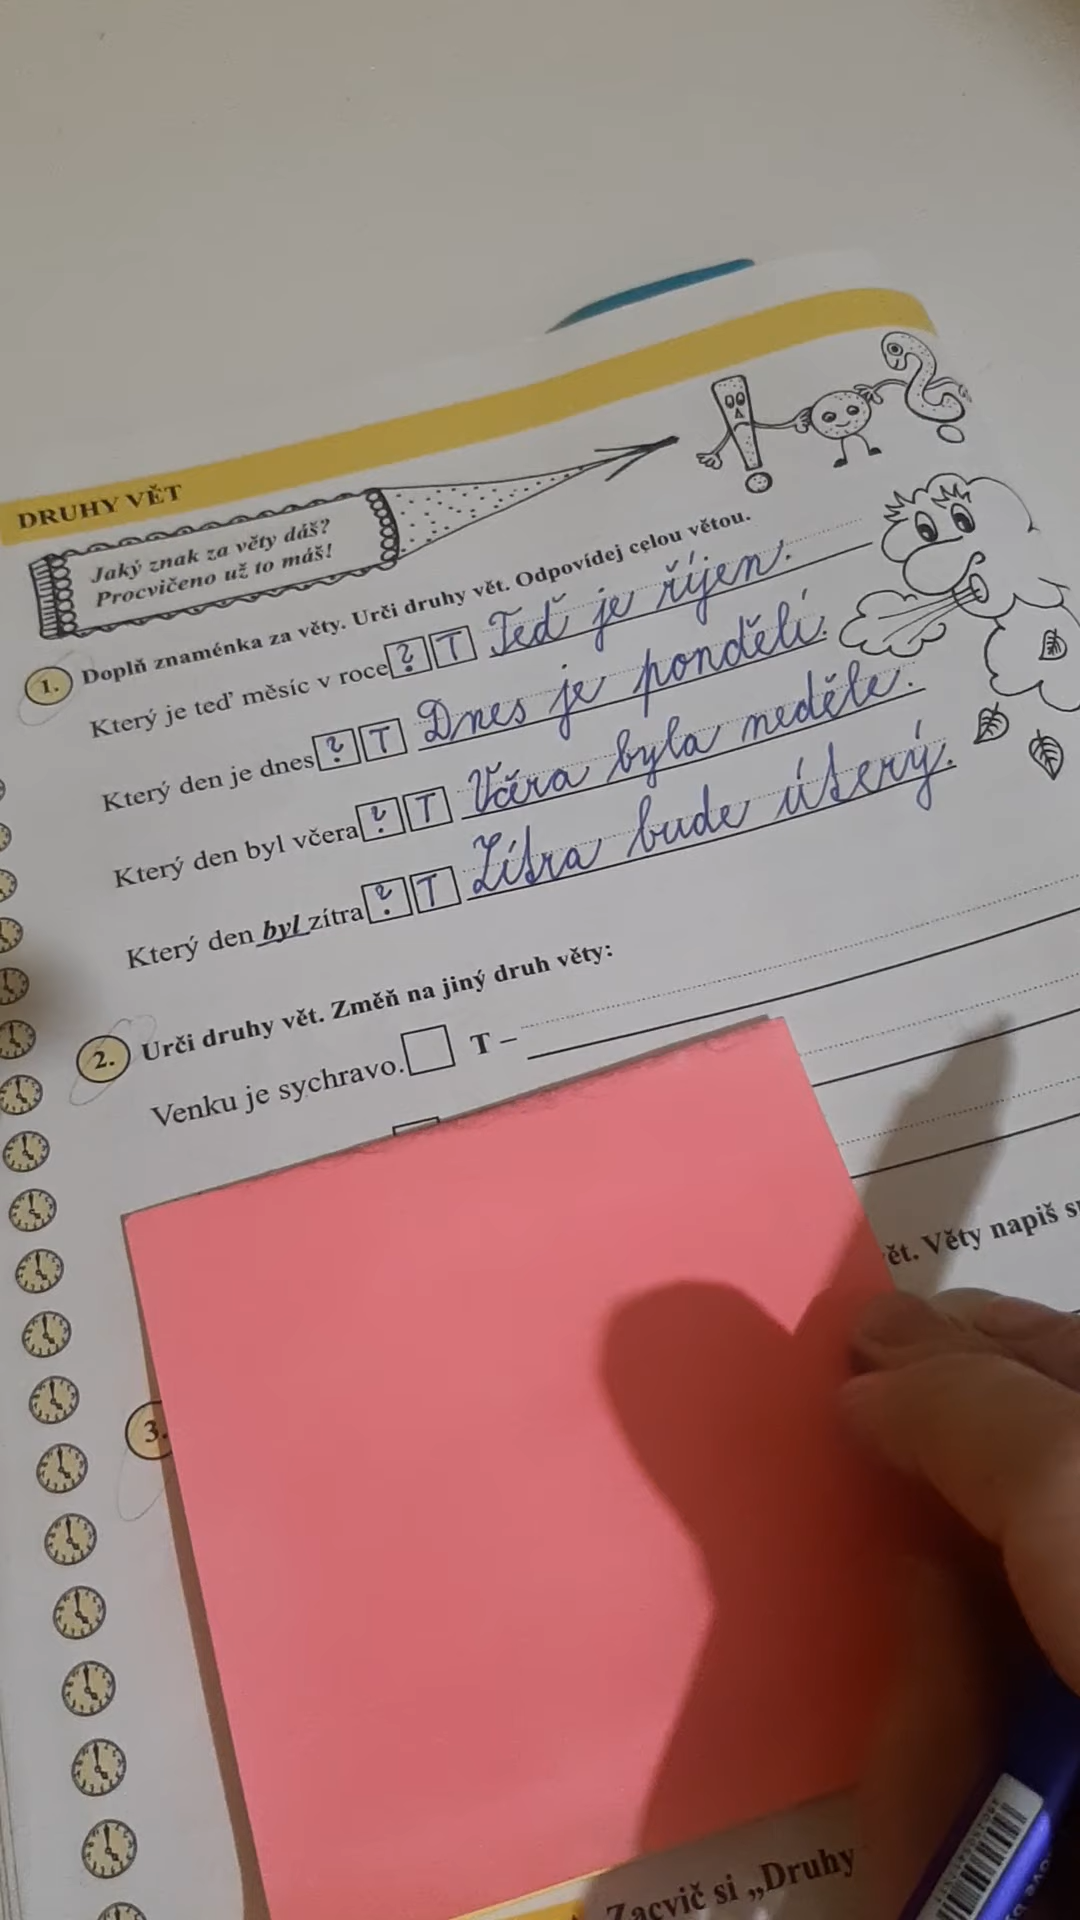 DRUHY VĚT
Jaký znak za věty dáš?
Procvičeno už to máš!
1. Doplň znaménka za věty. Urči druhy vět. Odpovídej celou větou.
Který je teď měsíc v roce ? T Teď je říjen.
Který den je dnes ? T Dnes je pondělí.
Který den byl včera ? T Včera byla neděle.
Který den byl zítra ? T Zítra bude úterý.
2. Urči druhy vět. Změň na jiný druh věty:
Venku je sychravo. T –
ět. Věty napiš
3.
Zacvič si „Druhy